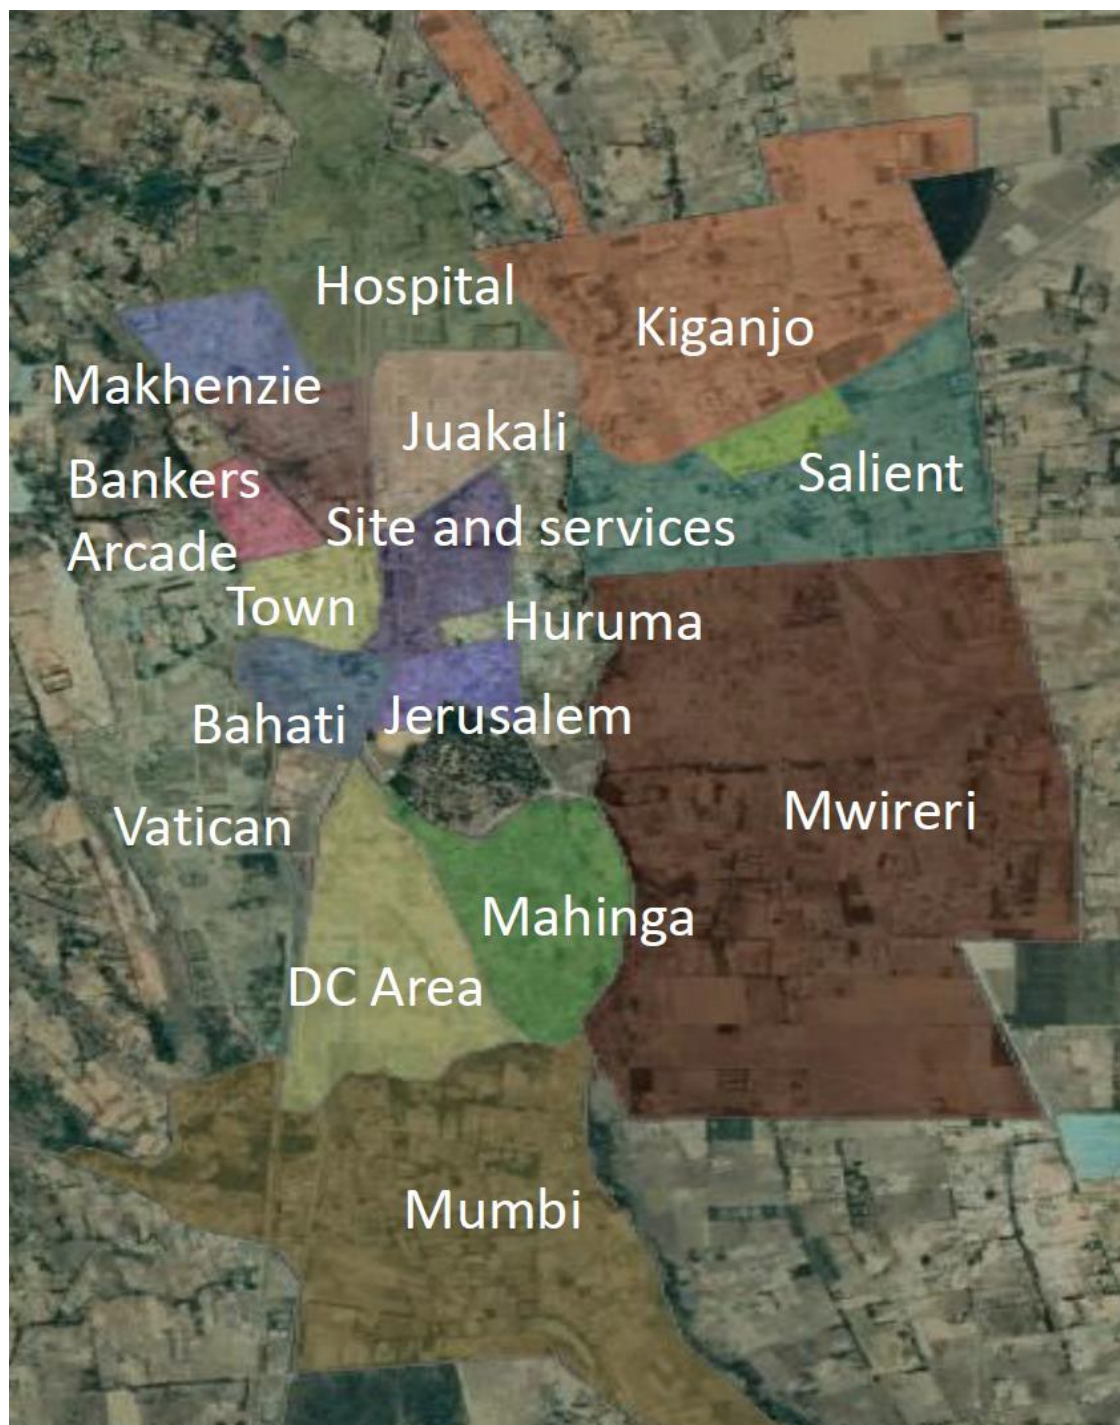 Hospital
Kiganjo
Makhenzie
Juakali
Bankers
Salient
Site and services
Arcade
Town
Huruma
Bahati
Jerusalem
Vatican
Mwireri
Mahinga
DC Area
Mumbi